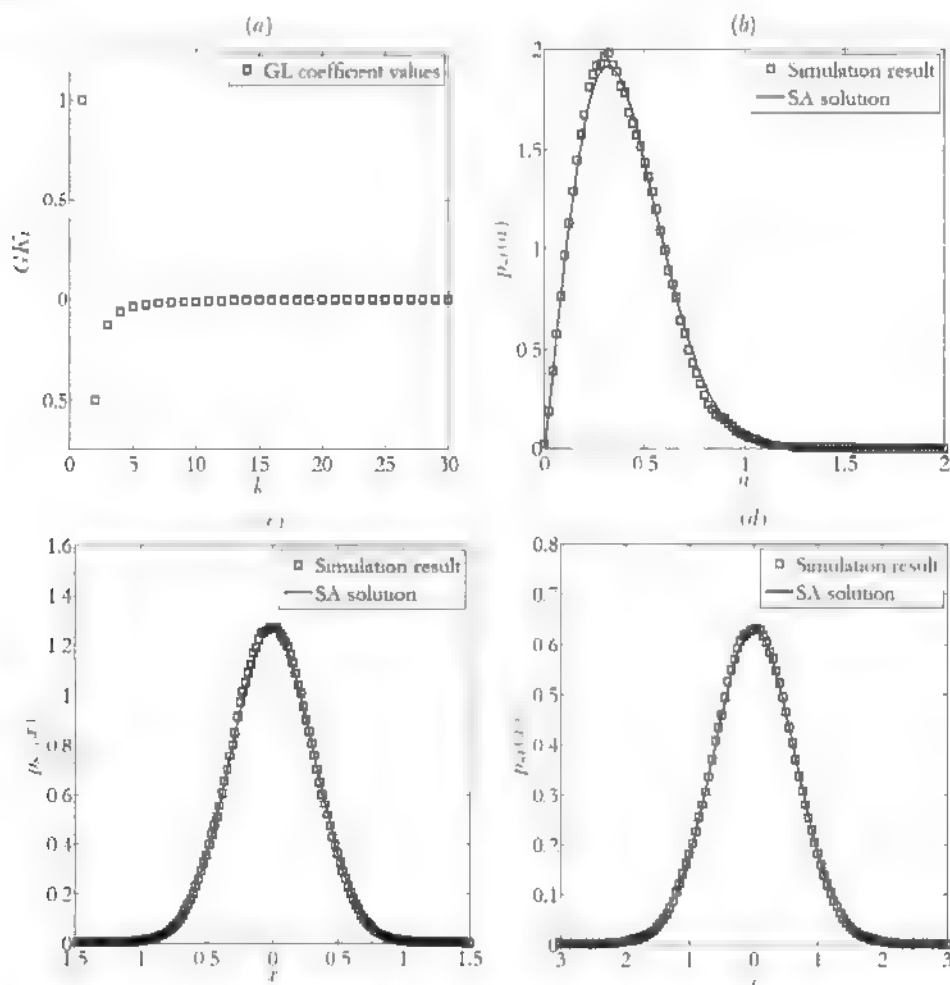 (a)
GL coefficient values
1
0.5
0
0.5
0 5 10 15 20 25 30
k
(b)
Simulation result
SA solution
2
1.5
1
0.5
0
0 0.5 1 1.5 2
a
Simulation result
SA solution
1.6
1.4
1.2
1
0.8
0.6
0.4
0.2
0
1.5 1 0.5 0 0.5 1 1.5
x
(d)
Simulation result
SA solution
0.8
0.7
0.6
0.5
0.4
0.3
0.2
0.1
0
3 2 1 0 1 2 3